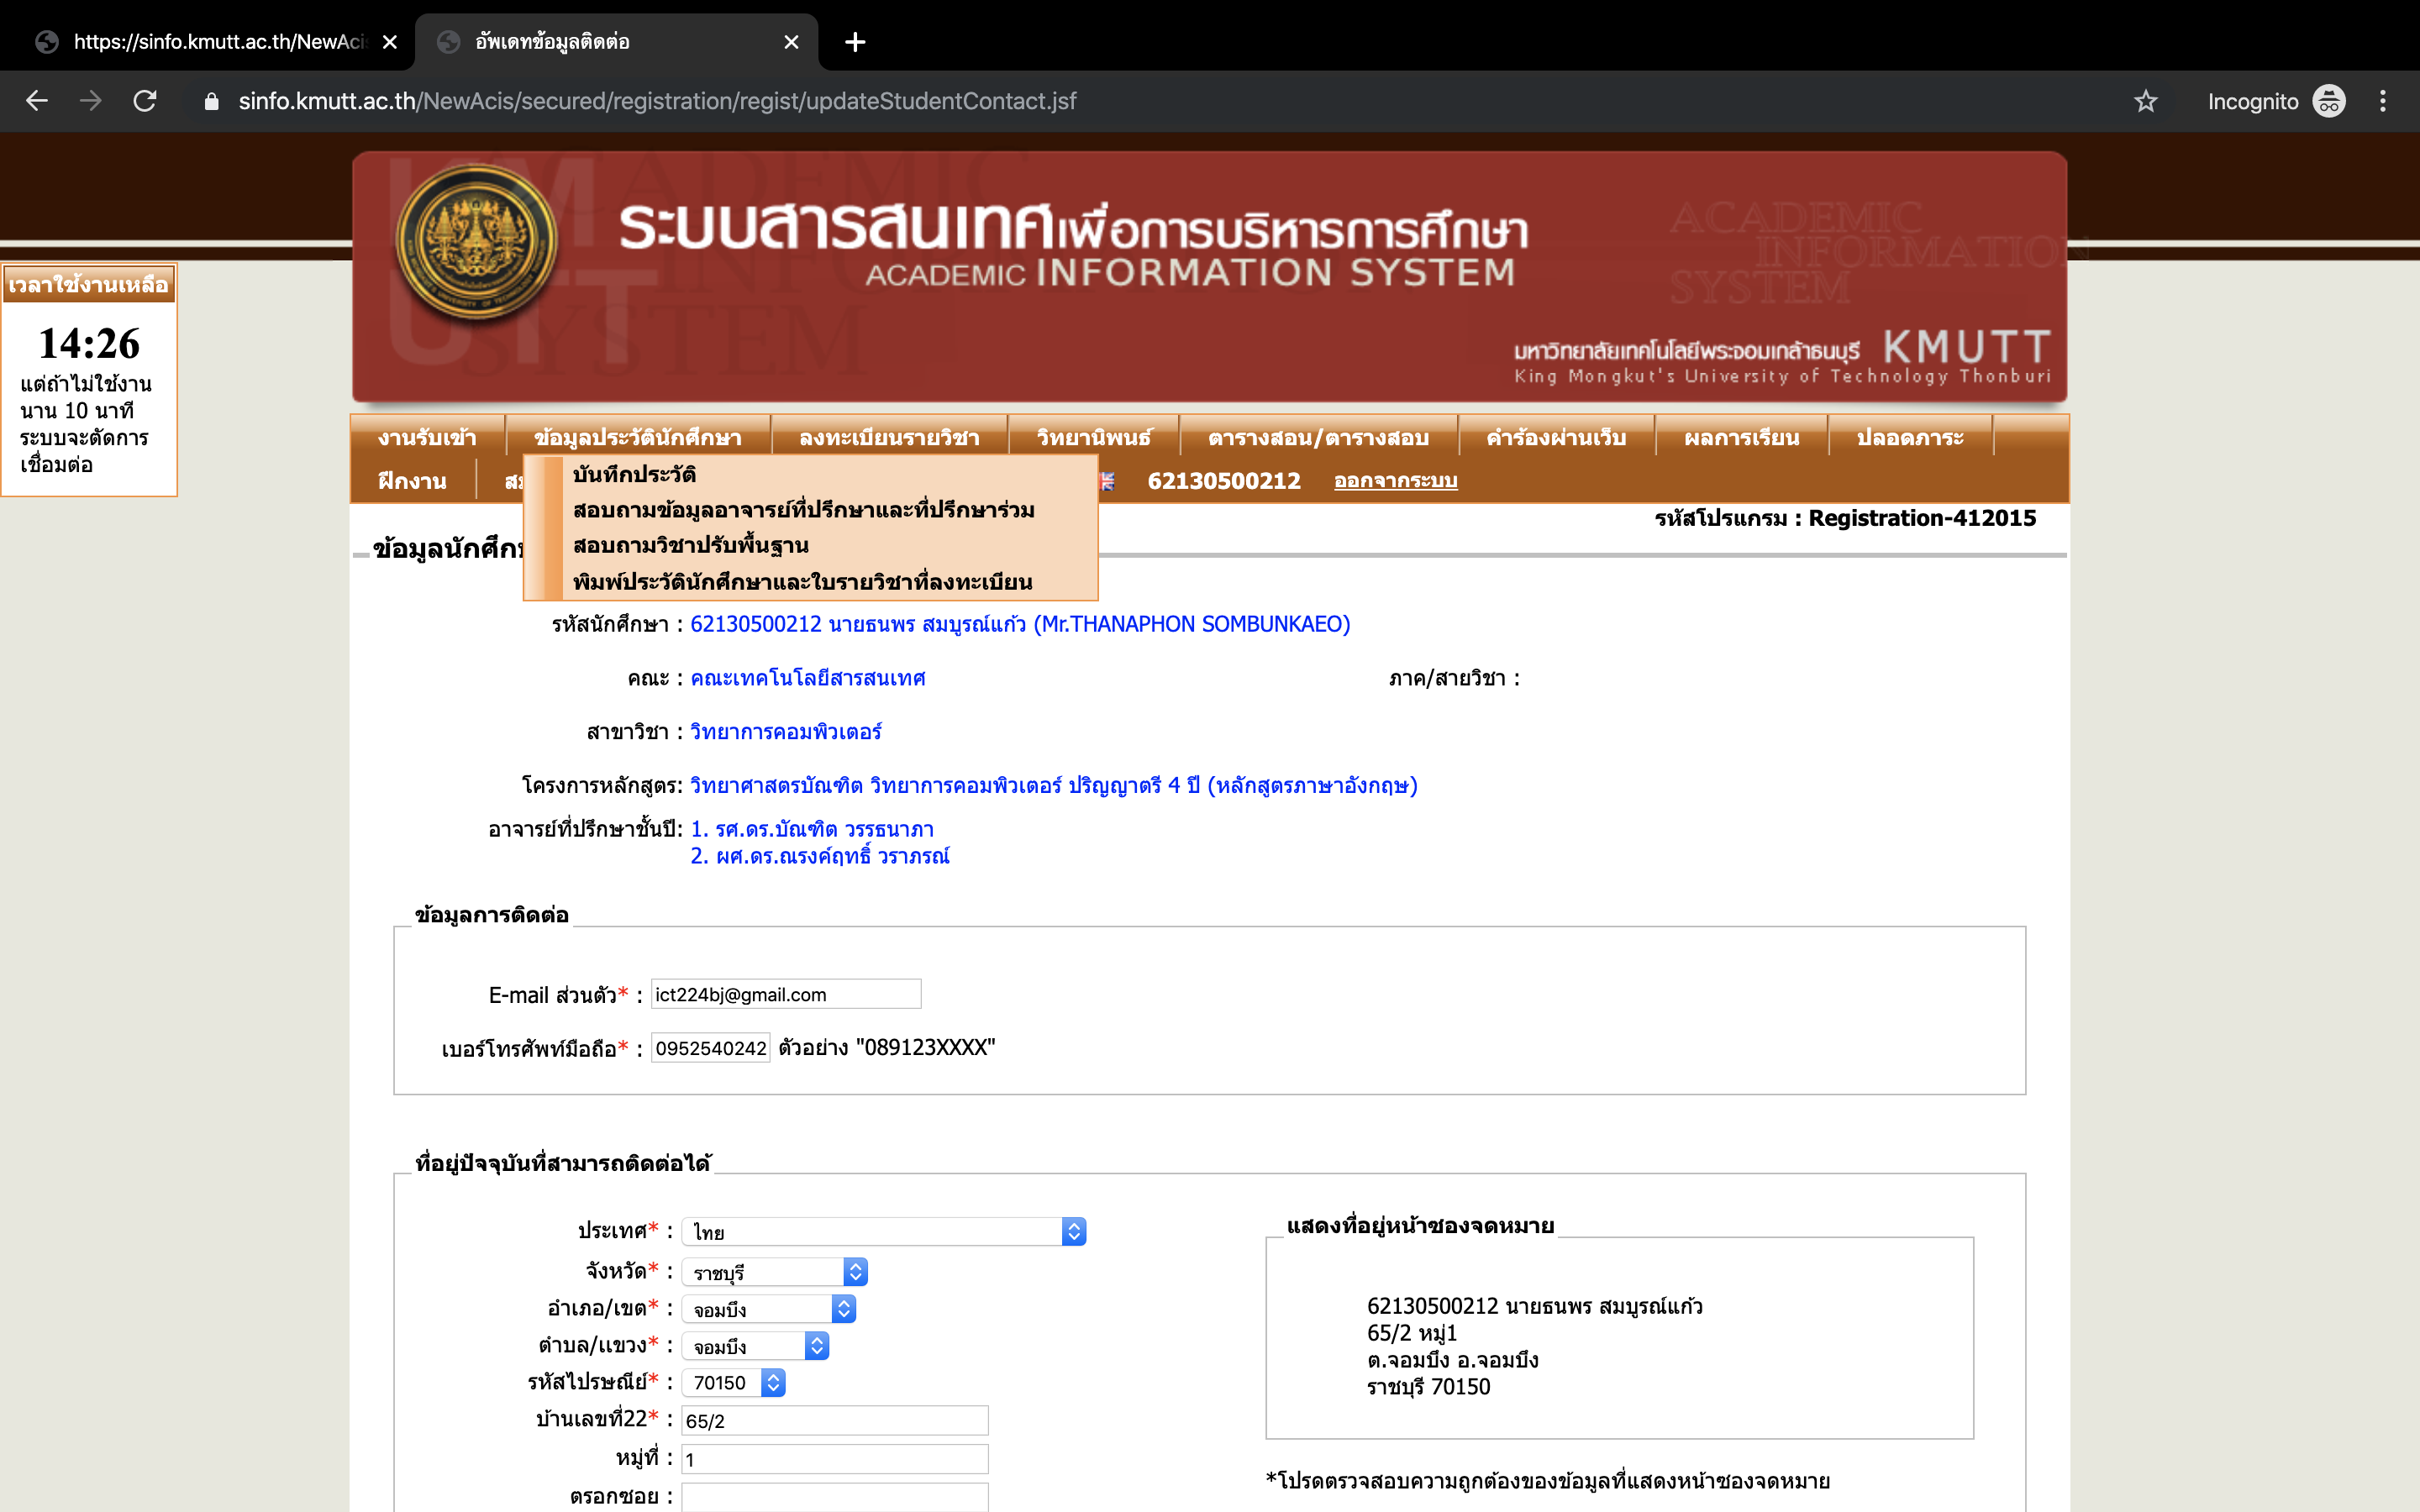 https://sinfo.kmutt.ac.th/NewAci
อัพเดทข้อมูลติดต่อ
sinfo.kmutt.ac.th/NewAcis/secured/registration/regist/updateStudentContact.jsf
Incognito
ระบบสารสนเทศเพื่อการบริหารการศึกษา
ACADEMIC INFORMATION SYSTEM
ACADEMIC
INFORMATION
SYSTEM
มหาวิทยาลัยเทคโนโลยีพระจอมเกล้าธนบุรี KMUTT
King Mongkut's University of Technology Thonburi
เวลาใช้งานเหลือ
14:26
แต่ถ้าไม่ใช้งาน
นาน 10 นาที
ระบบจะตัดการ
เชื่อมต่อ
งานรับเข้า ข้อมูลประวัตินักศึกษา ลงทะเบียนรายวิชา วิทยานิพนธ์ ตารางสอน/ตารางสอบ คำร้องผ่านเว็บ ผลการเรียน ปลอดภาระ
ฝึกงาน 62130500212 ออกจากระบบ
บันทึกประวัติ
สอบถามข้อมูลอาจารย์ที่ปรึกษาและที่ปรึกษาร่วม
สอบถามวิชาปรับพื้นฐาน
พิมพ์ประวัตินักศึกษาและใบรายวิชาที่ลงทะเบียน
รหัสโปรแกรม : Registration-412015
ข้อมูลนักศึก
รหัสนักศึกษา : 62130500212 นายธนพร สมบูรณ์แก้ว (Mr.THANAPHON SOMBUNKAEO)
คณะ : คณะเทคโนโลยีสารสนเทศ ภาค/สายวิชา :
สาขาวิชา : วิทยาการคอมพิวเตอร์
โครงการหลักสูตร: วิทยาศาสตรบัณฑิต วิทยาการคอมพิวเตอร์ ปริญญาตรี 4 ปี (หลักสูตรภาษาอังกฤษ)
อาจารย์ที่ปรึกษาชั้นปี: 1. รศ.ดร.บัณฑิต วรรธนาภา
2. ผศ.ดร.ณรงค์ฤทธิ์ วราภรณ์
ข้อมูลการติดต่อ
E-mail ส่วนตัว* : ict224bj@gmail.com
เบอร์โทรศัพท์มือถือ* : 0952540242 ตัวอย่าง "089123XXXX"
ที่อยู่ปัจจุบันที่สามารถติดต่อได้
ประเทศ* : ไทย
จังหวัด* : ราชบุรี
อำเภอ/เขต* : จอมบึง
ตำบล/แขวง* : จอมบึง
รหัสไปรษณีย์* : 70150
บ้านเลขที่22* : 65/2
หมู่ที่ : 1
ตรอกซอย :
แสดงที่อยู่หน้าซองจดหมาย
62130500212 นายธนพร สมบูรณ์แก้ว
65/2 หมู่1
ต.จอมบึง อ.จอมบึง
ราชบุรี 70150
*โปรดตรวจสอบความถูกต้องของข้อมูลที่แสดงหน้าซองจดหมาย